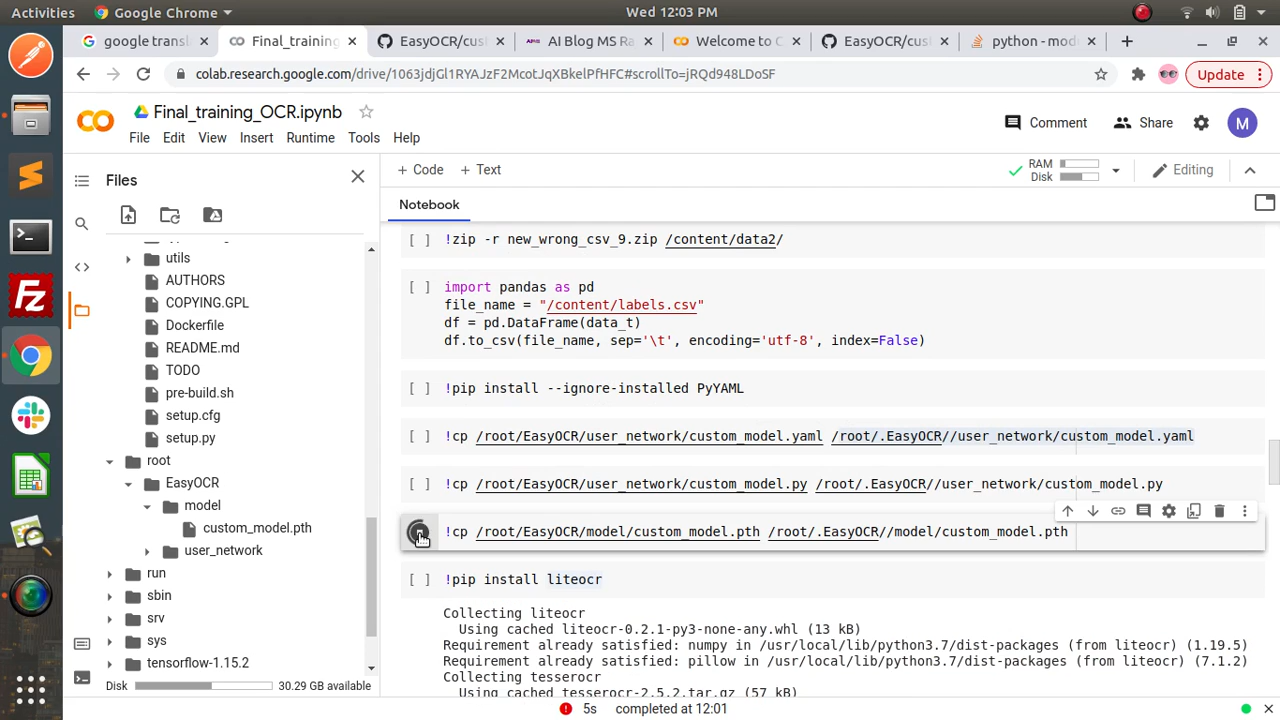 Activities
Google Chrome
Wed 12:03 PM
google trans
Final_training
EasyOCR/cus
AI Blog MS Ra
Welcome to C
EasyOCR/cus
python - mod
colab.research.google.com/drive/1063jdjGl1RYAJzF2McotJqXBkelPfHFC#scrollTo=jRQd948LDoSF
Update
Final_training_OCR.ipynb
File Edit View Insert Runtime Tools Help
Comment
Share
M
Files
+ Code + Text
RAM
Disk
Editing
Notebook
utils
AUTHORS
COPYING.GPL
Dockerfile
README.md
TODO
pre-build.sh
setup.cfg
setup.py
root
EasyOCR
model
custom_model.pth
user_network
run
sbin
srv
sys
tensorflow-1.15.2
Disk
30.29 GB available
[ ] !zip -r new_wrong_csv_9.zip /content/data2/
[ ] import pandas as pd
file_name = "/content/labels.csv"
df = pd.DataFrame(data_t)
df.to_csv(file_name, sep='\t', encoding='utf-8', index=False)
[ ] !pip install --ignore-installed PyYAML
[ ] !cp /root/EasyOCR/user_network/custom_model.yaml /root/.EasyOCR//user_network/custom_model.yaml
[ ] !cp /root/EasyOCR/user_network/custom_model.py /root/.EasyOCR//user_network/custom_model.py
!cp /root/EasyOCR/model/custom_model.pth /root/.EasyOCR//model/custom_model.pth
[ ] !pip install liteocr
Collecting liteocr
Using cached liteocr-0.2.1-py3-none-any.whl (13 kB)
Requirement already satisfied: numpy in /usr/local/lib/python3.7/dist-packages (from liteocr) (1.19.5)
Requirement already satisfied: pillow in /usr/local/lib/python3.7/dist-packages (from liteocr) (7.1.2)
Collecting tesserocr
Using cached tesserocr-2.5.2.tar.gz (57 kB)
5s completed at 12:01